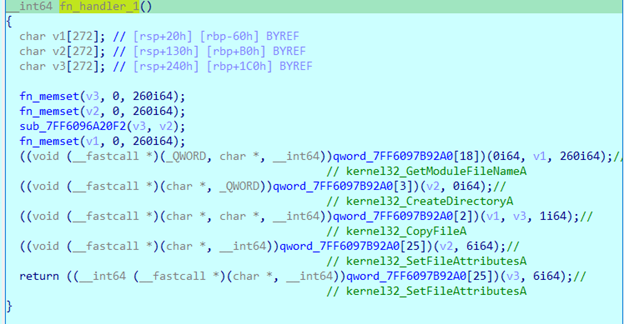 __int64 fn_handler_1()
{
char v1[272]; // [rsp+20h] [rbp-60h] BYREF
char v2[272]; // [rsp+130h] [rbp+B0h] BYREF
char v3[272]; // [rsp+240h] [rbp+1C0h] BYREF
fn_memset(v3, 0, 260i64);
fn_memset(v2, 0, 260i64);
sub_7FF6096A20F2(v3, v2);
fn_memset(v1, 0, 260i64);
((void (__fastcall *)(_QWORD, char *, __int64))qword_7FF6097B92A0[18])(0i64, v1, 260i64);//
// kernel32_GetModuleFileNameA
((void (__fastcall *)(char *, _QWORD))qword_7FF6097B92A0[3])(v2, 0i64);//
// kernel32_CreateDirectoryA
((void (__fastcall *)(char *, char *, __int64))qword_7FF6097B92A0[2])(v1, v3, 1i64);//
// kernel32_CopyFileA
((void (__fastcall *)(char *, __int64))qword_7FF6097B92A0[25])(v2, 6i64);//
// kernel32_SetFileAttributesA
return ((__int64 (__fastcall *)(char *, __int64))qword_7FF6097B92A0[25])(v3, 6i64);//
// kernel32_SetFileAttributesA
}